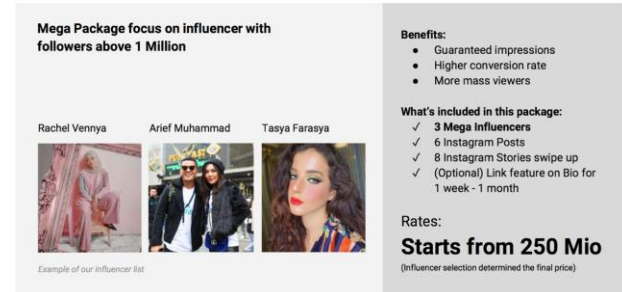 Mega Package focus on influencer with
followers above 1 Million
Rachel Vennya
Arief Muhammad
Tasya Farasya
Example of our influencer list
Benefits:
● Guaranteed impressions
● Higher conversion rate
● More mass viewers
What's included in this package:
✓ 3 Mega Influencers
✓ 6 Instagram Posts
✓ 8 Instagram Stories swipe up
✓ (Optional) Link feature on Bio for
1 week - 1 month
Rates:
Starts from 250 Mio
(Influencer selection determined the final price)